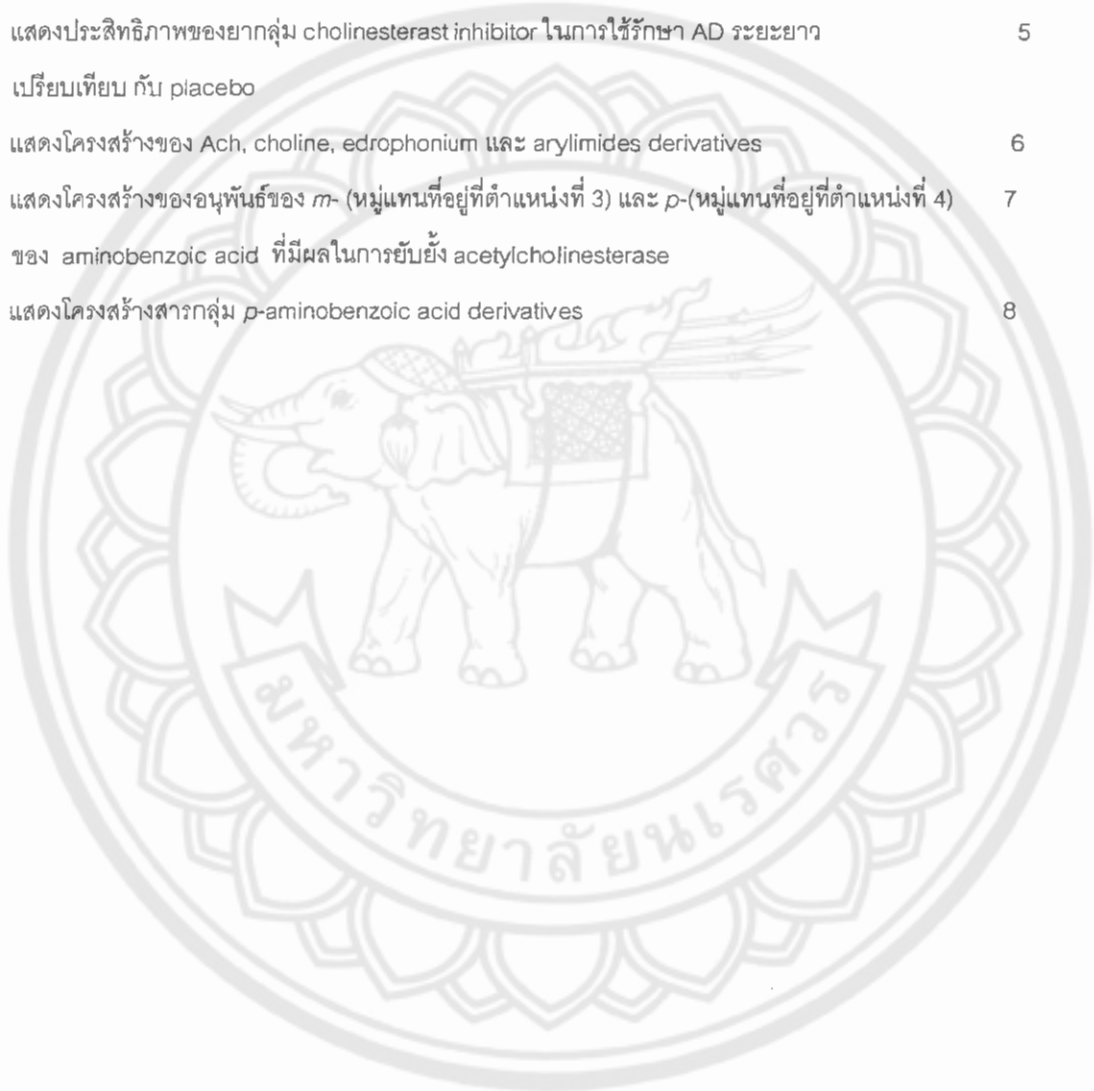 แสดงประสิทธิภาพของยากลุ่ม cholinesterast inhibitor ในการใช้รักษา AD ระยะยาว 5
เปรียบเทียบ กับ placebo
แสดงโครงสร้างของ Ach, choline, edrophonium และ arylimides derivatives 6
แสดงโครงสร้างของอนุพันธ์ของ m- (หมู่แทนที่อยู่ที่ตำแหน่งที่ 3) และ p-(หมู่แทนที่อยู่ที่ตำแหน่งที่ 4) 7
ของ aminobenzoic acid ที่มีผลในการยับยั้ง acetylcholinesterase
แสดงโครงสร้างสารกลุ่ม p-aminobenzoic acid derivatives 8
มหาวิทยาลัยนเรศวร